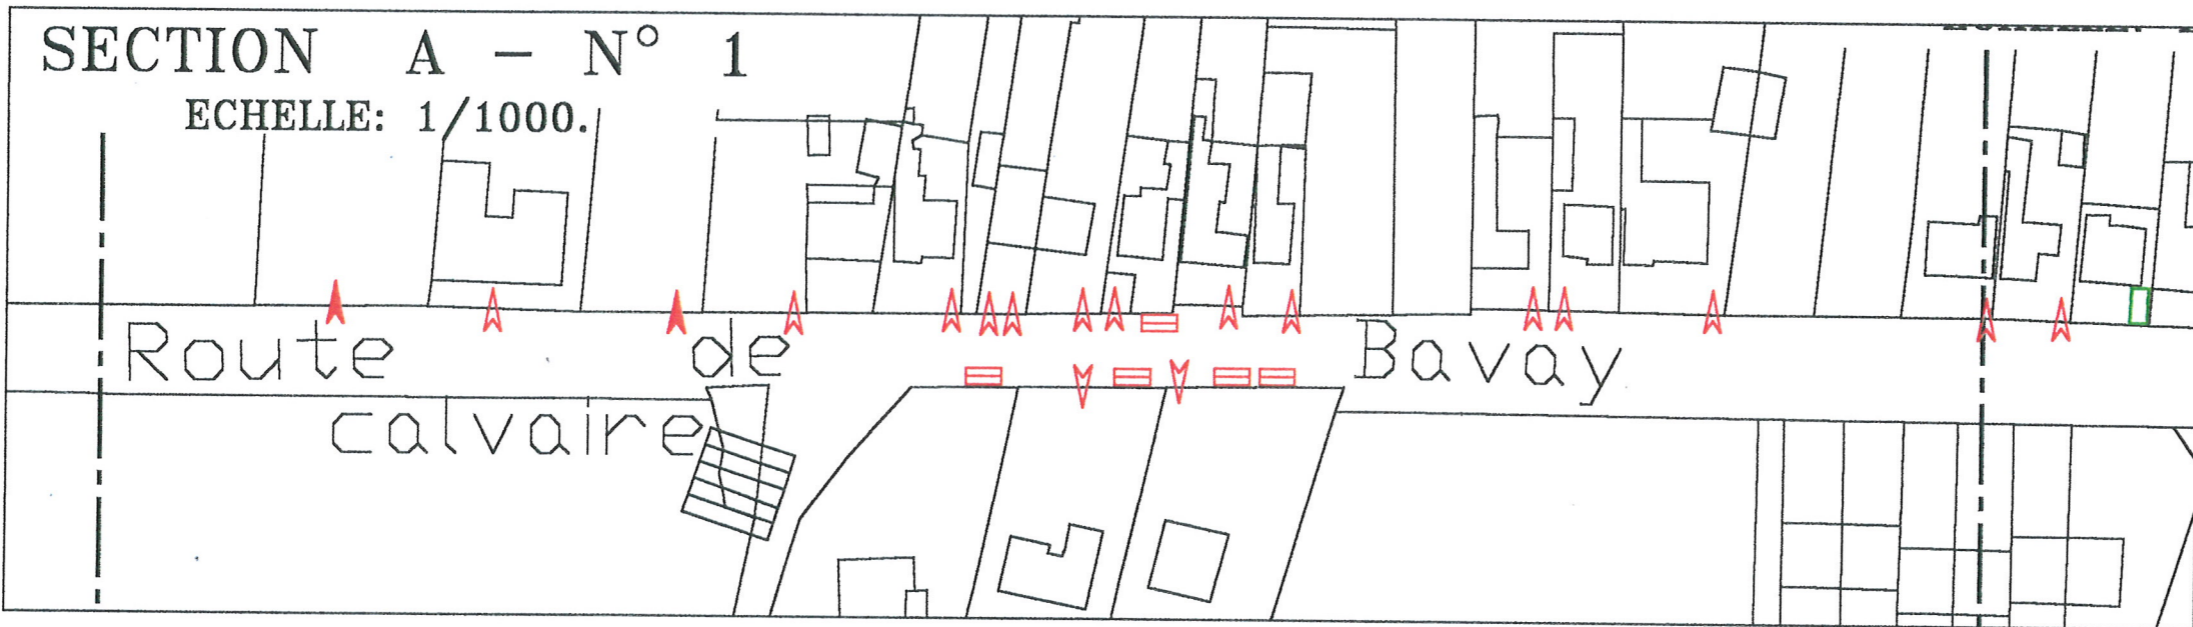 SECTION A - N° 1
ECHELLE: 1/1000.
Route de Bavay
calvaire